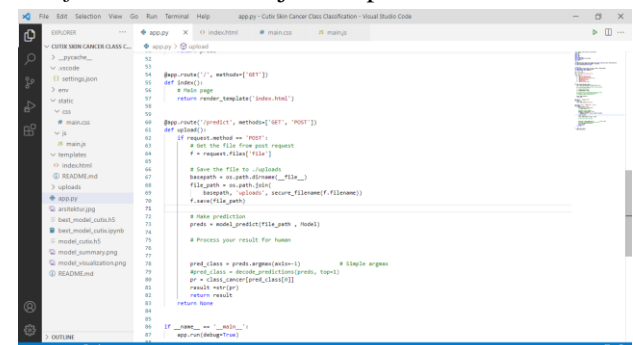 File Edit Selection View Go Run Terminal Help app.py - Cutix Skin Cancer Class Classification - Visual Studio Code
EXPLORER
CUTIX SKIN CANCER CLASS C...
__pycache__
.vscode
settings.json
env
static
css
main.css
js
main.js
templates
index.html
README.md
uploads
app.py
arsitektur.jpg
best_model_cutix.h5
best_model_cutix.ipynb
model_cutix.h5
model_summary.png
model_visualization.png
README.md
OUTLINE
app.py index.html main.css main.js
app.py > upload
52
53
54 @app.route('/', methods=['GET'])
55 def index():
56 # Main page
57 return render_template('index.html')
58
59
60 @app.route('/predict', methods=['GET', 'POST'])
61 def upload():
62 if request.method == 'POST':
63 # Get the file from post request
64 f = request.files['file']
65
66 # Save the file to ./uploads
67 basepath = os.path.dirname(__file__)
68 file_path = os.path.join(
69 basepath, 'uploads', secure_filename(f.filename))
70 f.save(file_path)
71
72 # Make prediction
73 preds = model_predict(file_path , Model)
74
75 # Process your result for human
76
77
78 pred_class = preds.argmax(axis=-1) # Simple argmax
79 #pred_class = decode_predictions(preds, top=1)
80 pr = class_cancer[pred_class[0]]
81 result =str(pr)
82 return result
83 return None
84
85
86 if __name__ == '__main__':
87 app.run(debug=True)